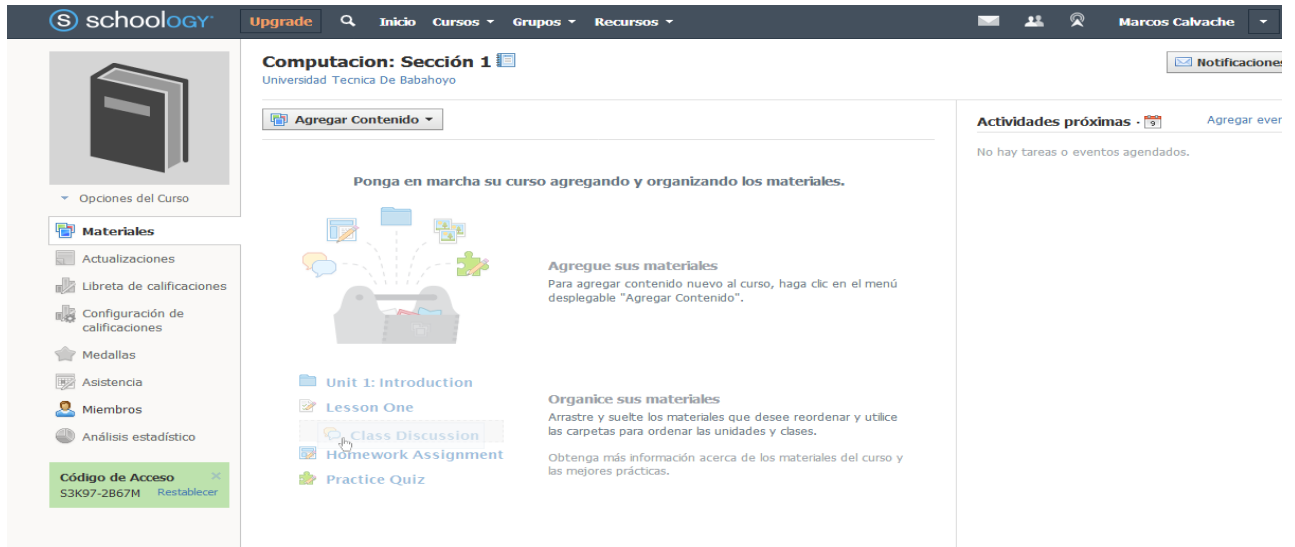 S schoology
Upgrade Inicio Cursos Grupos Recursos Marcos Calvache
Computacion: Sección 1
Universidad Tecnica De Babahoyo
Notificaciones
Agregar Contenido
Actividades próximas · 9 Agregar even
No hay tareas o eventos agendados.
Ponga en marcha su curso agregando y organizando los materiales.
Opciones del Curso
Materiales
Actualizaciones
Libreta de calificaciones
Configuración de
calificaciones
Medallas
Asistencia
Miembros
Análisis estadístico
Código de Acceso
S3K97-2B67M Restablecer
Agregue sus materiales
Para agregar contenido nuevo al curso, haga clic en el menú
desplegable "Agregar Contenido".
Unit 1: Introduction
Lesson One
Class Discussion
Homework Assignment
Practice Quiz
Organice sus materiales
Arrastre y suelte los materiales que desee reordenar y utilice
las carpetas para ordenar las unidades y clases.
Obtenga más información acerca de los materiales del curso y
las mejores prácticas.